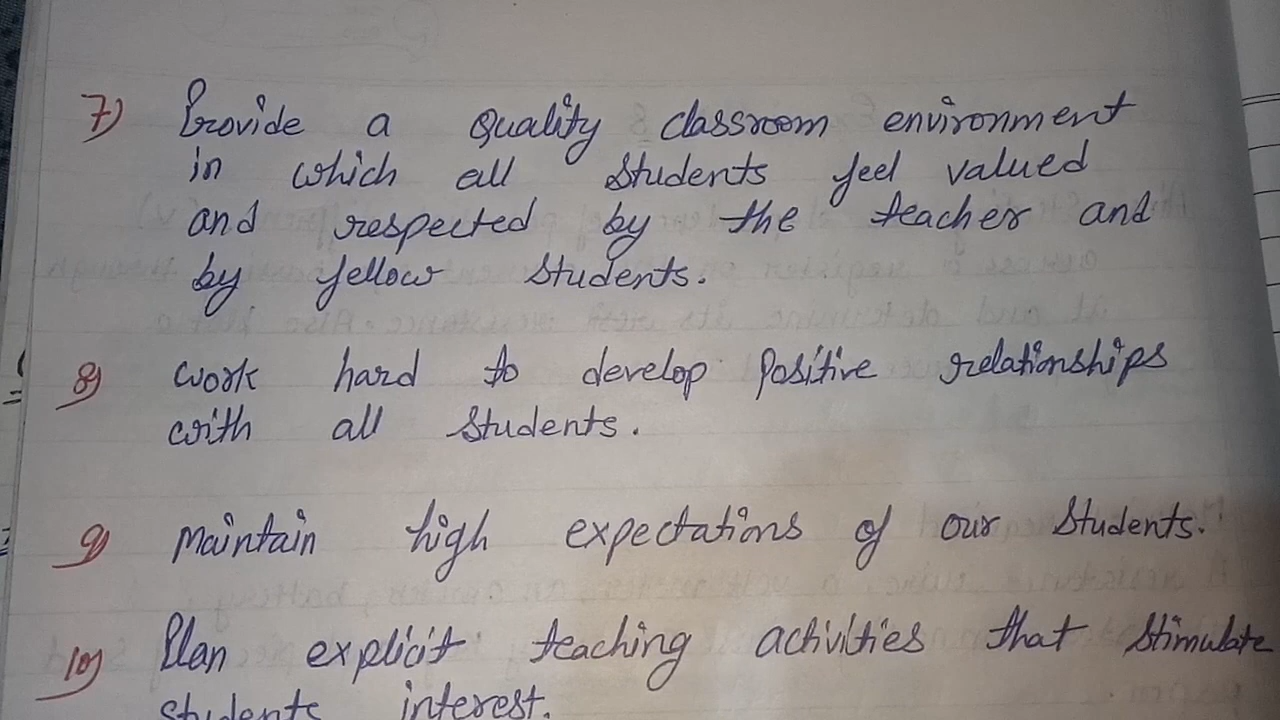 7) Provide a Quality classroom environment
in which all students feel valued
and respected by the teacher and
by fellow students.
8) work hard to develop positive relationships
with all students.
9) Maintain high expectations of our students.
10) Plan explicit teaching activities that stimulate
students interest.